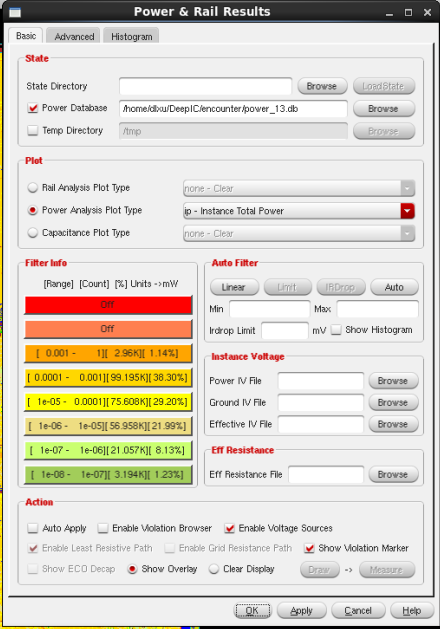 Power & Rail Results
Basic Advanced Histogram
State
State Directory Browse LoadState
Power Database /home/dlxu/DeepIC/encounter/power_13.db Browse
Temp Directory /tmp Browse
Plot
Rail Analysis Plot Type none - Clear
Power Analysis Plot Type ip - Instance Total Power
Capacitance Plot Type none - Clear
Filter Info
[Range] [Count] [%] Units ->mW
Off
Off
[ 0.001 - 1][ 2.96K][ 1.14%]
[ 0.0001 - 0.001][99.195K][ 38.30%]
[ 1e-05 - 0.0001][75.608K][ 29.20%]
[ 1e-06 - 1e-05][56.958K][ 21.99%]
[ 1e-07 - 1e-06][21.057K][ 8.13%]
[ 1e-08 - 1e-07][ 3.194K][ 1.23%]
Auto Filter
Linear Limit IRDrop Auto
Min Max
Irdrop Limit mV Show Histogram
Instance Voltage
Power IV File Browse
Ground IV File Browse
Effective IV File Browse
Eff Resistance
Eff Resistance File Browse
Action
Auto Apply Enable Violation Browser Enable Voltage Sources
Enable Least Resistive Path Enable Grid Resistance Path Show Violation Marker
Show ECO Decap Show Overlay Clear Display Draw -> Measure
OK Apply Cancel Help